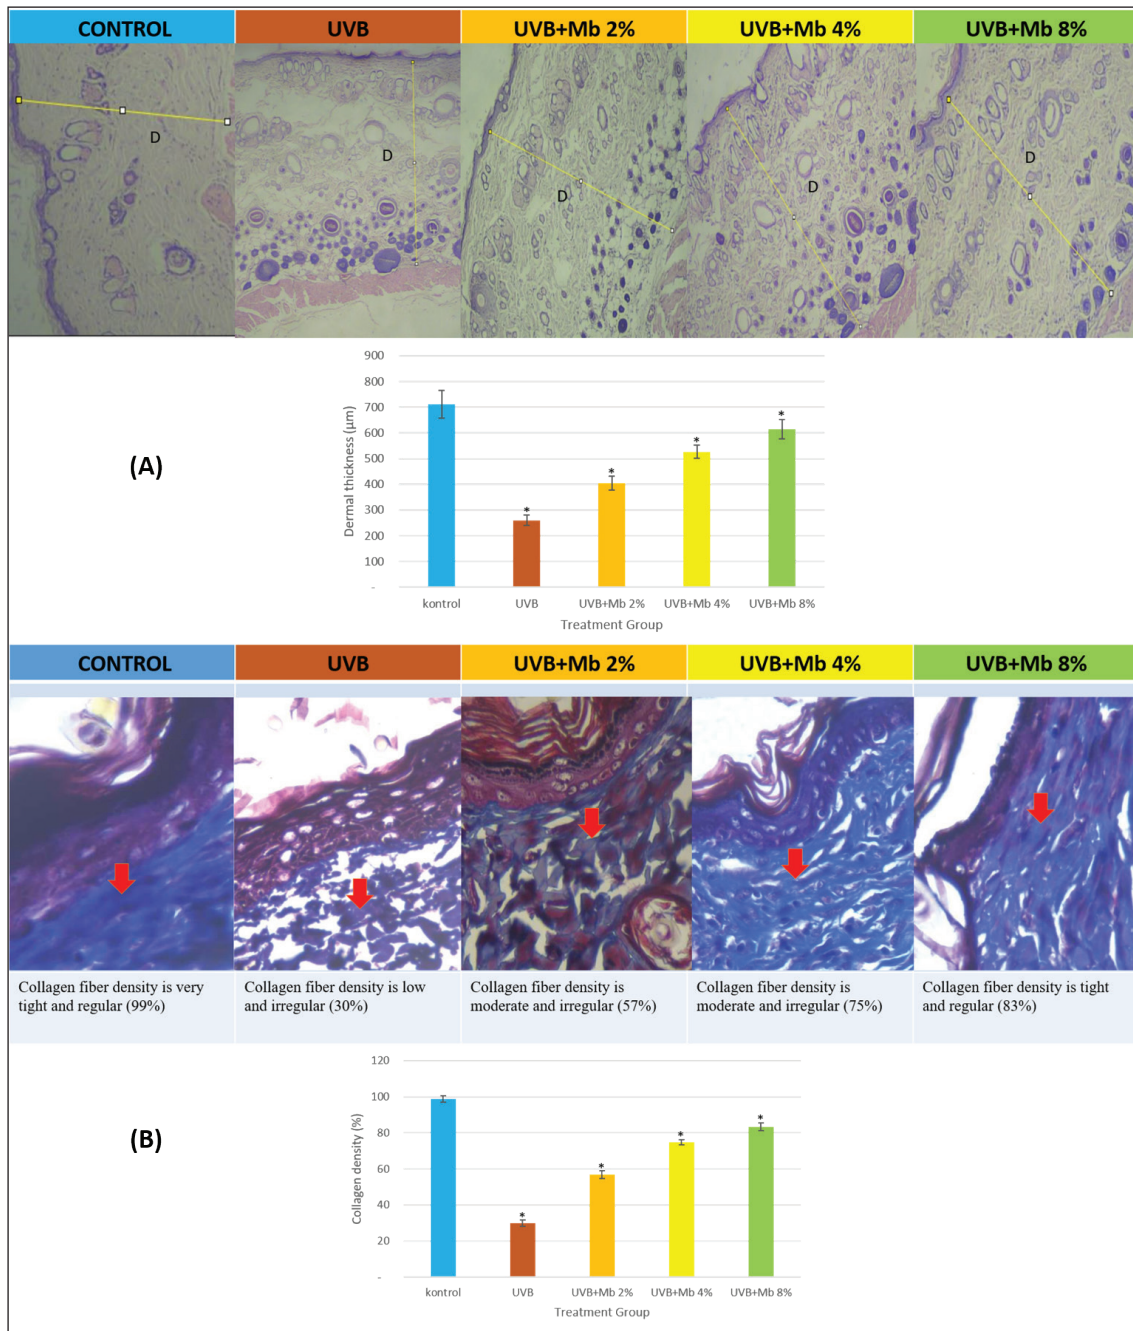 CONTROL UVB UVB+Mb 2% UVB+Mb 4% UVB+Mb 8%
D D D D D
900
800
700
600
500
400
300
200
100
-
Dermal thickness (µm)
* * * *
kontrol UVB UVB+Mb 2% UVB+Mb 4% UVB+Mb 8%
Treatment Group
(A)
CONTROL UVB UVB+Mb 2% UVB+Mb 4% UVB+Mb 8%
Collagen fiber density is very
tight and regular (99%)
Collagen fiber density is low
and irregular (30%)
Collagen fiber density is
moderate and irregular (57%)
Collagen fiber density is
moderate and irregular (75%)
Collagen fiber density is tight
and regular (83%)
120
100
80
60
40
20
-
Collagen density (%)
* * * *
kontrol UVB UVB+Mb 2% UVB+Mb 4% UVB+Mb 8%
Treatment Group
(B)